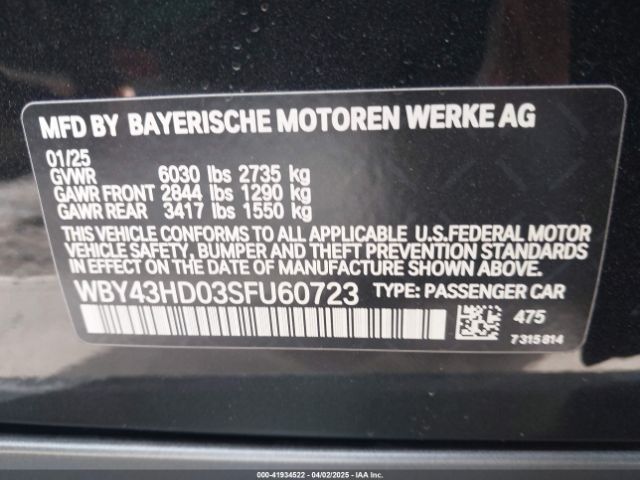 MFD BY BAYERISCHE MOTOREN WERKE AG
01/25
GVWR 6030 lbs 2735 kg
GAWR FRONT 2844 lbs 1290 kg
GAWR REAR 3417 lbs 1550 kg
THIS VEHICLE CONFORMS TO ALL APPLICABLE U.S.FEDERAL MOTOR
VEHICLE SAFETY, BUMPER AND THEFT PREVENTION STANDARDS
IN EFFECT ON THE DATE OF MANUFACTURE SHOWN ABOVE.
WBY43HD03SFU60723 TYPE: PASSENGER CAR
475
7315814
000-41934522 04/02/2025 - IAA Inc.